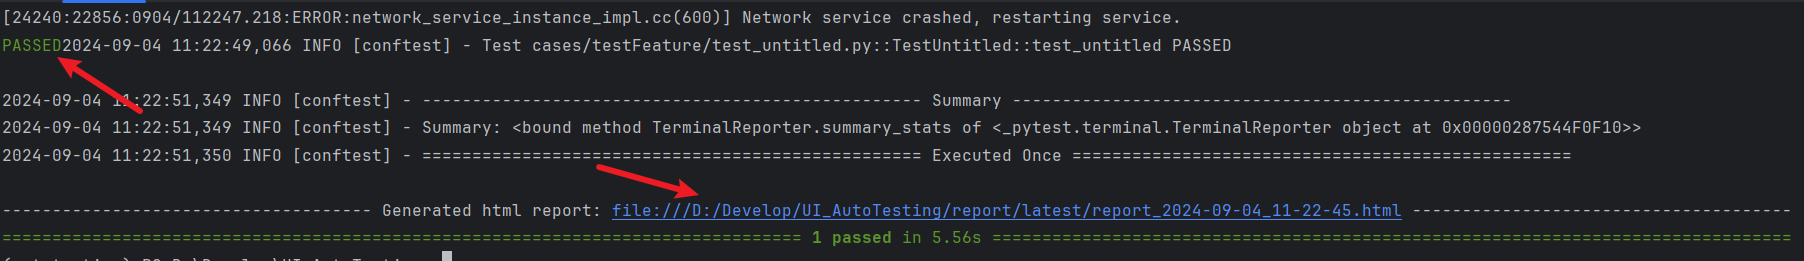 [24240:22856:0904/112247.218:ERROR:network_service_instance_impl.cc(600)] Network service crashed, restarting service.
PASSED2024-09-04 11:22:49,066 INFO [conftest] - Test cases/testFeature/test_untitled.py::TestUntitled::test_untitled PASSED
2024-09-04 11:22:51,349 INFO [conftest] - -------------------------------------------------- Summary --------------------------------------------------
2024-09-04 11:22:51,349 INFO [conftest] - Summary: <bound method TerminalReporter.summary_stats of <_pytest.terminal.TerminalReporter object at 0x00000287544F0F10>>
2024-09-04 11:22:51,350 INFO [conftest] - ================================================== Executed Once ==================================================
------------------------------------- Generated html report: file:///D:/Develop/UI_AutoTesting/report/latest/report_2024-09-04_11-22-45.html --------------------------------------
================================================================================ 1 passed in 5.56s ================================================================================